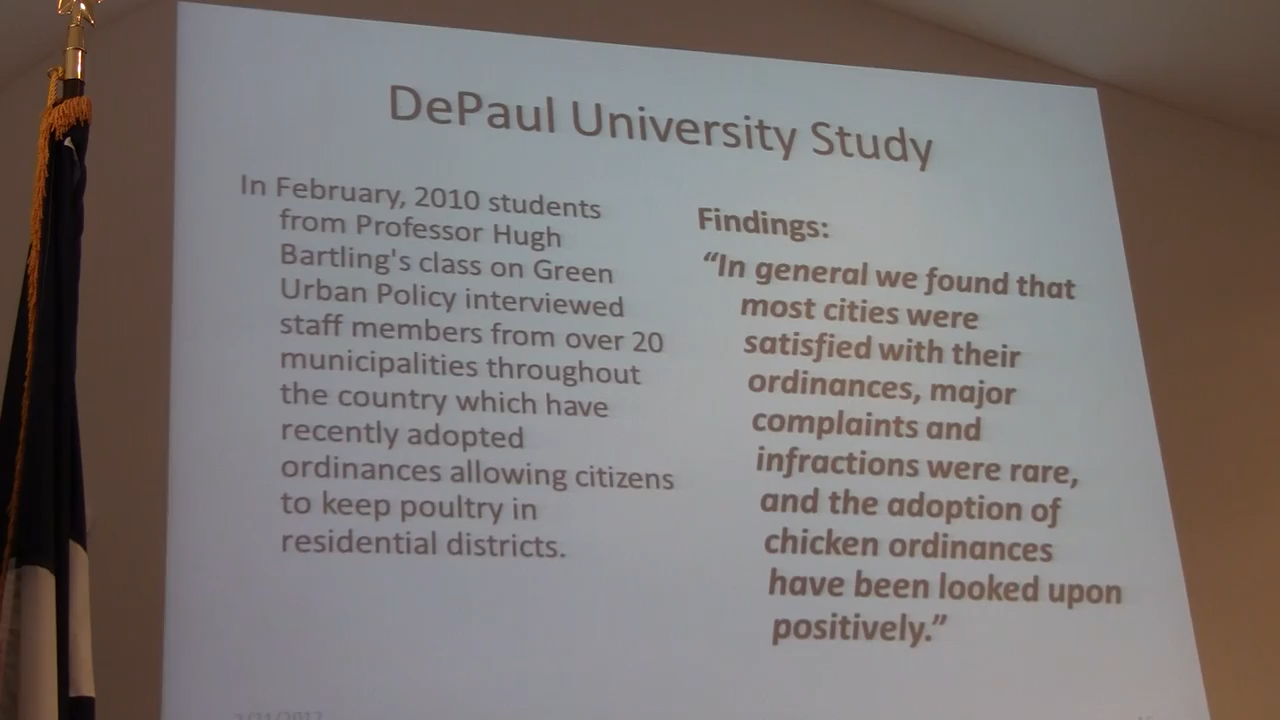 DePaul University Study
In February, 2010 students
from Professor Hugh
Bartling's class on Green
Urban Policy interviewed
staff members from over 20
municipalities throughout
the country which have
recently adopted
ordinances allowing citizens
to keep poultry in
residential districts.
Findings:
“In general we found that
most cities were
satisfied with their
ordinances, major
complaints and
infractions were rare,
and the adoption of
chicken ordinances
have been looked upon
positively.”